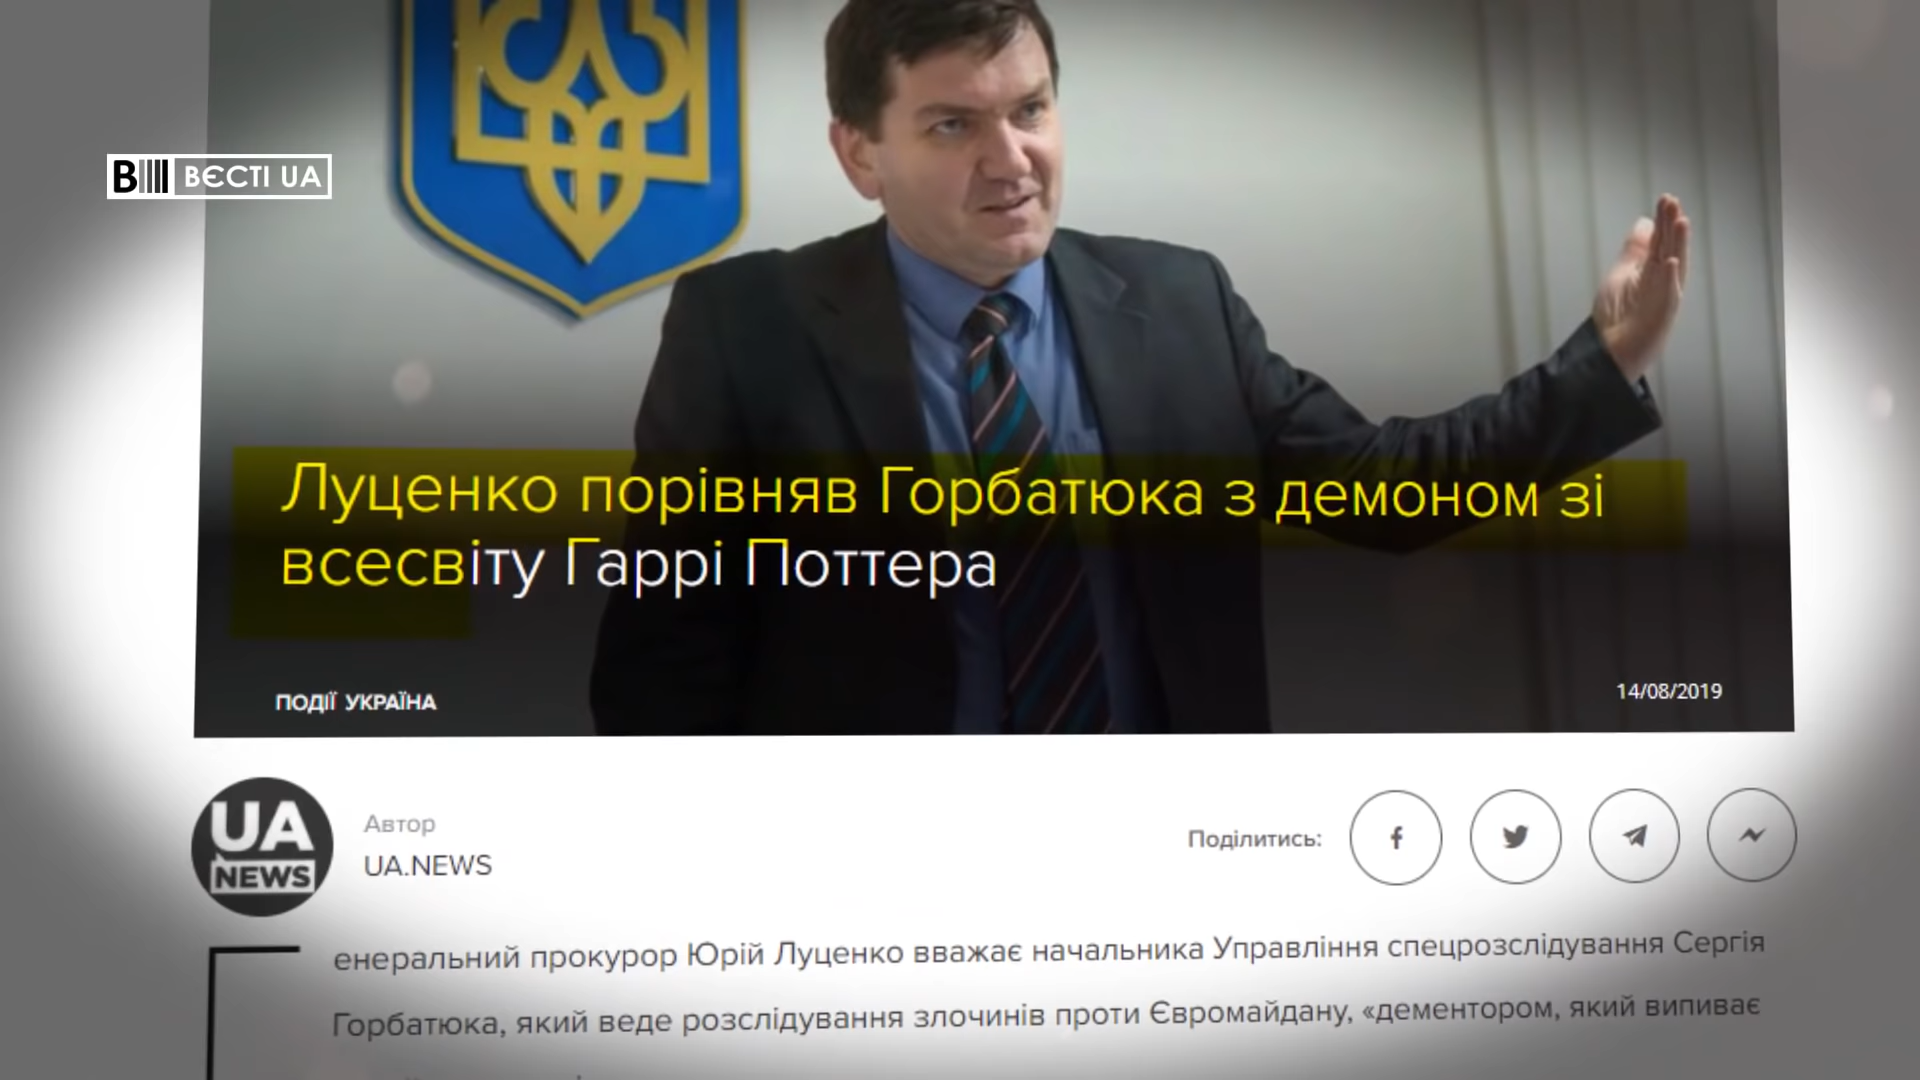 B ВЄСТІ UA
Луценко порівняв Горбатюка з демоном зі
всесвіту Гаррі Поттера
ПОДІЇ УКРАЇНА
14/08/2019
UA
NEWS
Автор
UA.NEWS
Поділитись:
Генеральний прокурор Юрій Луценко вважає начальника Управління спецрозслідування Сергія
Горбатюка, який веде розслідування злочинів проти Євромайдану, «дементором, який випиває